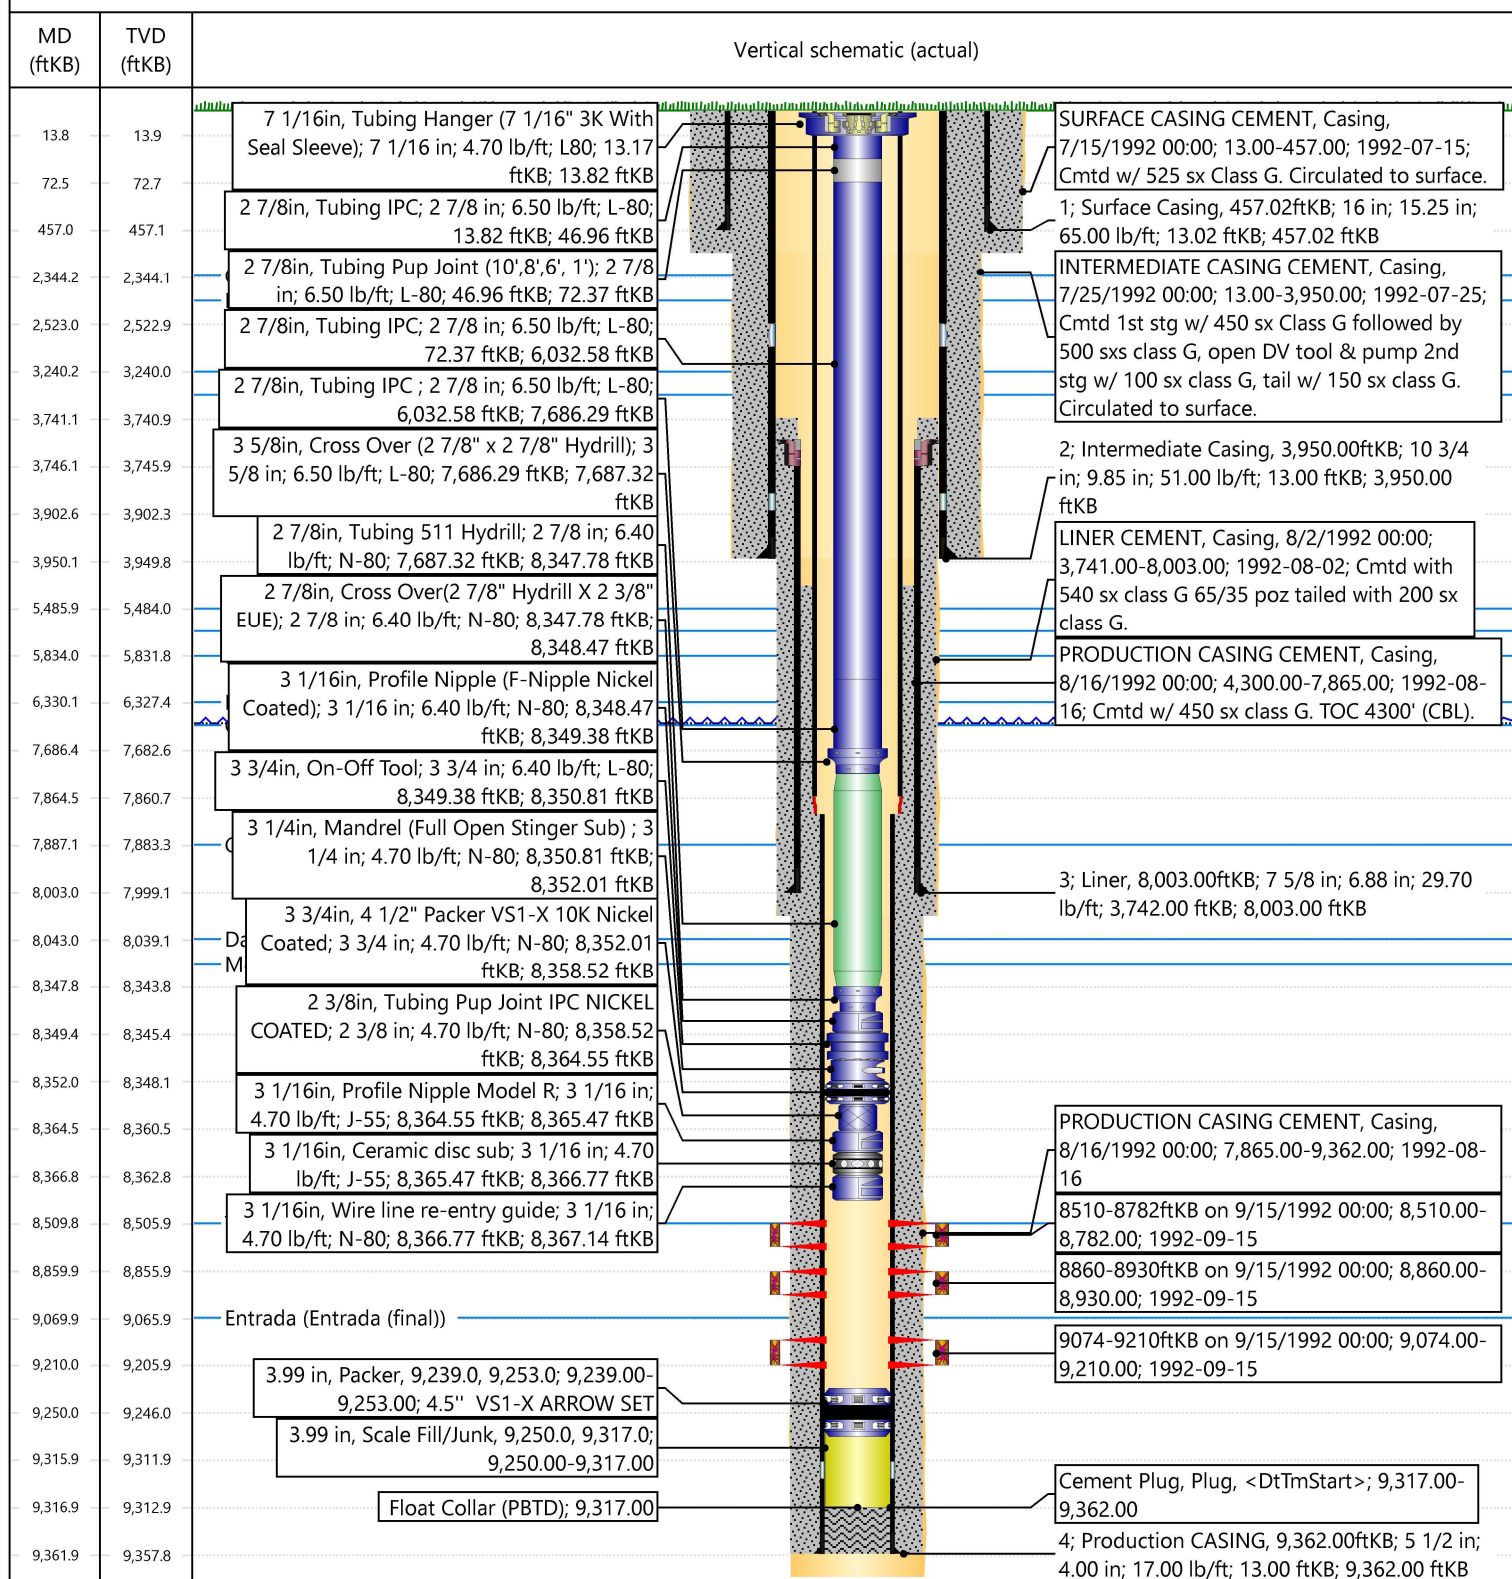 MD
(ftKB)
TVD
(ftKB)
Vertical schematic (actual)
13.8
13.9
72.5
72.7
457.0
457.1
2,344.2
2,344.1
2,523.0
2,522.9
3,240.2
3,240.0
3,741.1
3,740.9
3,746.1
3,745.9
3,902.6
3,902.3
3,950.1
3,949.8
5,485.9
5,484.0
5,834.0
5,831.8
6,330.1
6,327.4
7,686.4
7,682.6
7,864.5
7,860.7
7,887.1
7,883.3
8,003.0
7,999.1
8,043.0
8,039.1
8,347.8
8,343.8
8,349.4
8,345.4
8,352.0
8,348.1
8,364.5
8,360.5
8,366.8
8,362.8
8,509.8
8,505.9
8,859.9
8,855.9
9,069.9
9,065.9
9,210.0
9,205.9
9,250.0
9,246.0
9,315.9
9,311.9
9,316.9
9,312.9
9,361.9
9,357.8
7 1/16in, Tubing Hanger (7 1/16" 3K With
Seal Sleeve); 7 1/16 in; 4.70 lb/ft; L80; 13.17
ftKB; 13.82 ftKB
2 7/8in, Tubing IPC; 2 7/8 in; 6.50 lb/ft; L-80;
13.82 ftKB; 46.96 ftKB
2 7/8in, Tubing Pup Joint (10',8',6', 1'); 2 7/8
in; 6.50 lb/ft; L-80; 46.96 ftKB; 72.37 ftKB
2 7/8in, Tubing IPC; 2 7/8 in; 6.50 lb/ft; L-80;
72.37 ftKB; 6,032.58 ftKB
2 7/8in, Tubing IPC ; 2 7/8 in; 6.50 lb/ft; L-80;
6,032.58 ftKB; 7,686.29 ftKB
3 5/8in, Cross Over (2 7/8" x 2 7/8" Hydrill); 3
5/8 in; 6.50 lb/ft; L-80; 7,686.29 ftKB; 7,687.32
ftKB
2 7/8in, Tubing 511 Hydrill; 2 7/8 in; 6.40
lb/ft; N-80; 7,687.32 ftKB; 8,347.78 ftKB
2 7/8in, Cross Over(2 7/8" Hydrill X 2 3/8"
EUE); 2 7/8 in; 6.40 lb/ft; N-80; 8,347.78 ftKB;
8,348.47 ftKB
3 1/16in, Profile Nipple (F-Nipple Nickel
Coated); 3 1/16 in; 6.40 lb/ft; N-80; 8,348.47
ftKB; 8,349.38 ftKB
3 3/4in, On-Off Tool; 3 3/4 in; 6.40 lb/ft; L-80;
8,349.38 ftKB; 8,350.81 ftKB
3 1/4in, Mandrel (Full Open Stinger Sub) ; 3
1/4 in; 4.70 lb/ft; N-80; 8,350.81 ftKB;
8,352.01 ftKB
3 3/4in, 4 1/2" Packer VS1-X 10K Nickel
Coated; 3 3/4 in; 4.70 lb/ft; N-80; 8,352.01
ftKB; 8,358.52 ftKB
Da
M
2 3/8in, Tubing Pup Joint IPC NICKEL
COATED; 2 3/8 in; 4.70 lb/ft; N-80; 8,358.52
ftKB; 8,364.55 ftKB
3 1/16in, Profile Nipple Model R; 3 1/16 in;
4.70 lb/ft; J-55; 8,364.55 ftKB; 8,365.47 ftKB
3 1/16in, Ceramic disc sub; 3 1/16 in; 4.70
lb/ft; J-55; 8,365.47 ftKB; 8,366.77 ftKB
3 1/16in, Wire line re-entry guide; 3 1/16 in;
4.70 lb/ft; N-80; 8,366.77 ftKB; 8,367.14 ftKB
Entrada (Entrada (final))
3.99 in, Packer, 9,239.0, 9,253.0; 9,239.00-
9,253.00; 4.5'' VS1-X ARROW SET
3.99 in, Scale Fill/Junk, 9,250.0, 9,317.0;
9,250.00-9,317.00
Float Collar (PBTD); 9,317.00
SURFACE CASING CEMENT, Casing,
7/15/1992 00:00; 13.00-457.00; 1992-07-15;
Cmtd w/ 525 sx Class G. Circulated to surface.
1; Surface Casing, 457.02ftKB; 16 in; 15.25 in;
65.00 lb/ft; 13.02 ftKB; 457.02 ftKB
INTERMEDIATE CASING CEMENT, Casing,
7/25/1992 00:00; 13.00-3,950.00; 1992-07-25;
Cmtd 1st stg w/ 450 sx Class G followed by
500 sxs class G, open DV tool & pump 2nd
stg w/ 100 sx class G, tail w/ 150 sx class G.
Circulated to surface.
2; Intermediate Casing, 3,950.00ftKB; 10 3/4
in; 9.85 in; 51.00 lb/ft; 13.00 ftKB; 3,950.00
ftKB
LINER CEMENT, Casing, 8/2/1992 00:00;
3,741.00-8,003.00; 1992-08-02; Cmtd with
540 sx class G 65/35 poz tailed with 200 sx
class G.
PRODUCTION CASING CEMENT, Casing,
8/16/1992 00:00; 4,300.00-7,865.00; 1992-08-
16; Cmtd w/ 450 sx class G. TOC 4300' (CBL).
3; Liner, 8,003.00ftKB; 7 5/8 in; 6.88 in; 29.70
lb/ft; 3,742.00 ftKB; 8,003.00 ftKB
PRODUCTION CASING CEMENT, Casing,
8/16/1992 00:00; 7,865.00-9,362.00; 1992-08-
16
8510-8782ftKB on 9/15/1992 00:00; 8,510.00-
8,782.00; 1992-09-15
8860-8930ftKB on 9/15/1992 00:00; 8,860.00-
8,930.00; 1992-09-15
9074-9210ftKB on 9/15/1992 00:00; 9,074.00-
9,210.00; 1992-09-15
Cement Plug, Plug, <DtTmStart>; 9,317.00-
9,362.00
4; Production CASING, 9,362.00ftKB; 5 1/2 in;
4.00 in; 17.00 lb/ft; 13.00 ftKB; 9,362.00 ftKB